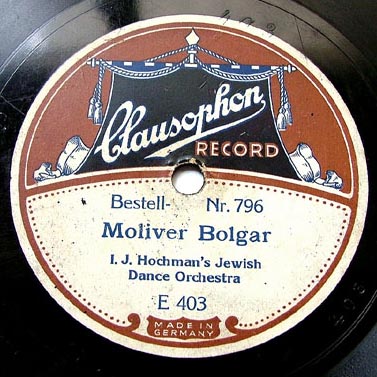 Clausophon
RECORD
Bestell- Nr. 796
Moliver Bolgar
I. J. Hochman's Jewish
Dance Orchestra
E 403
MADE IN
GERMANY